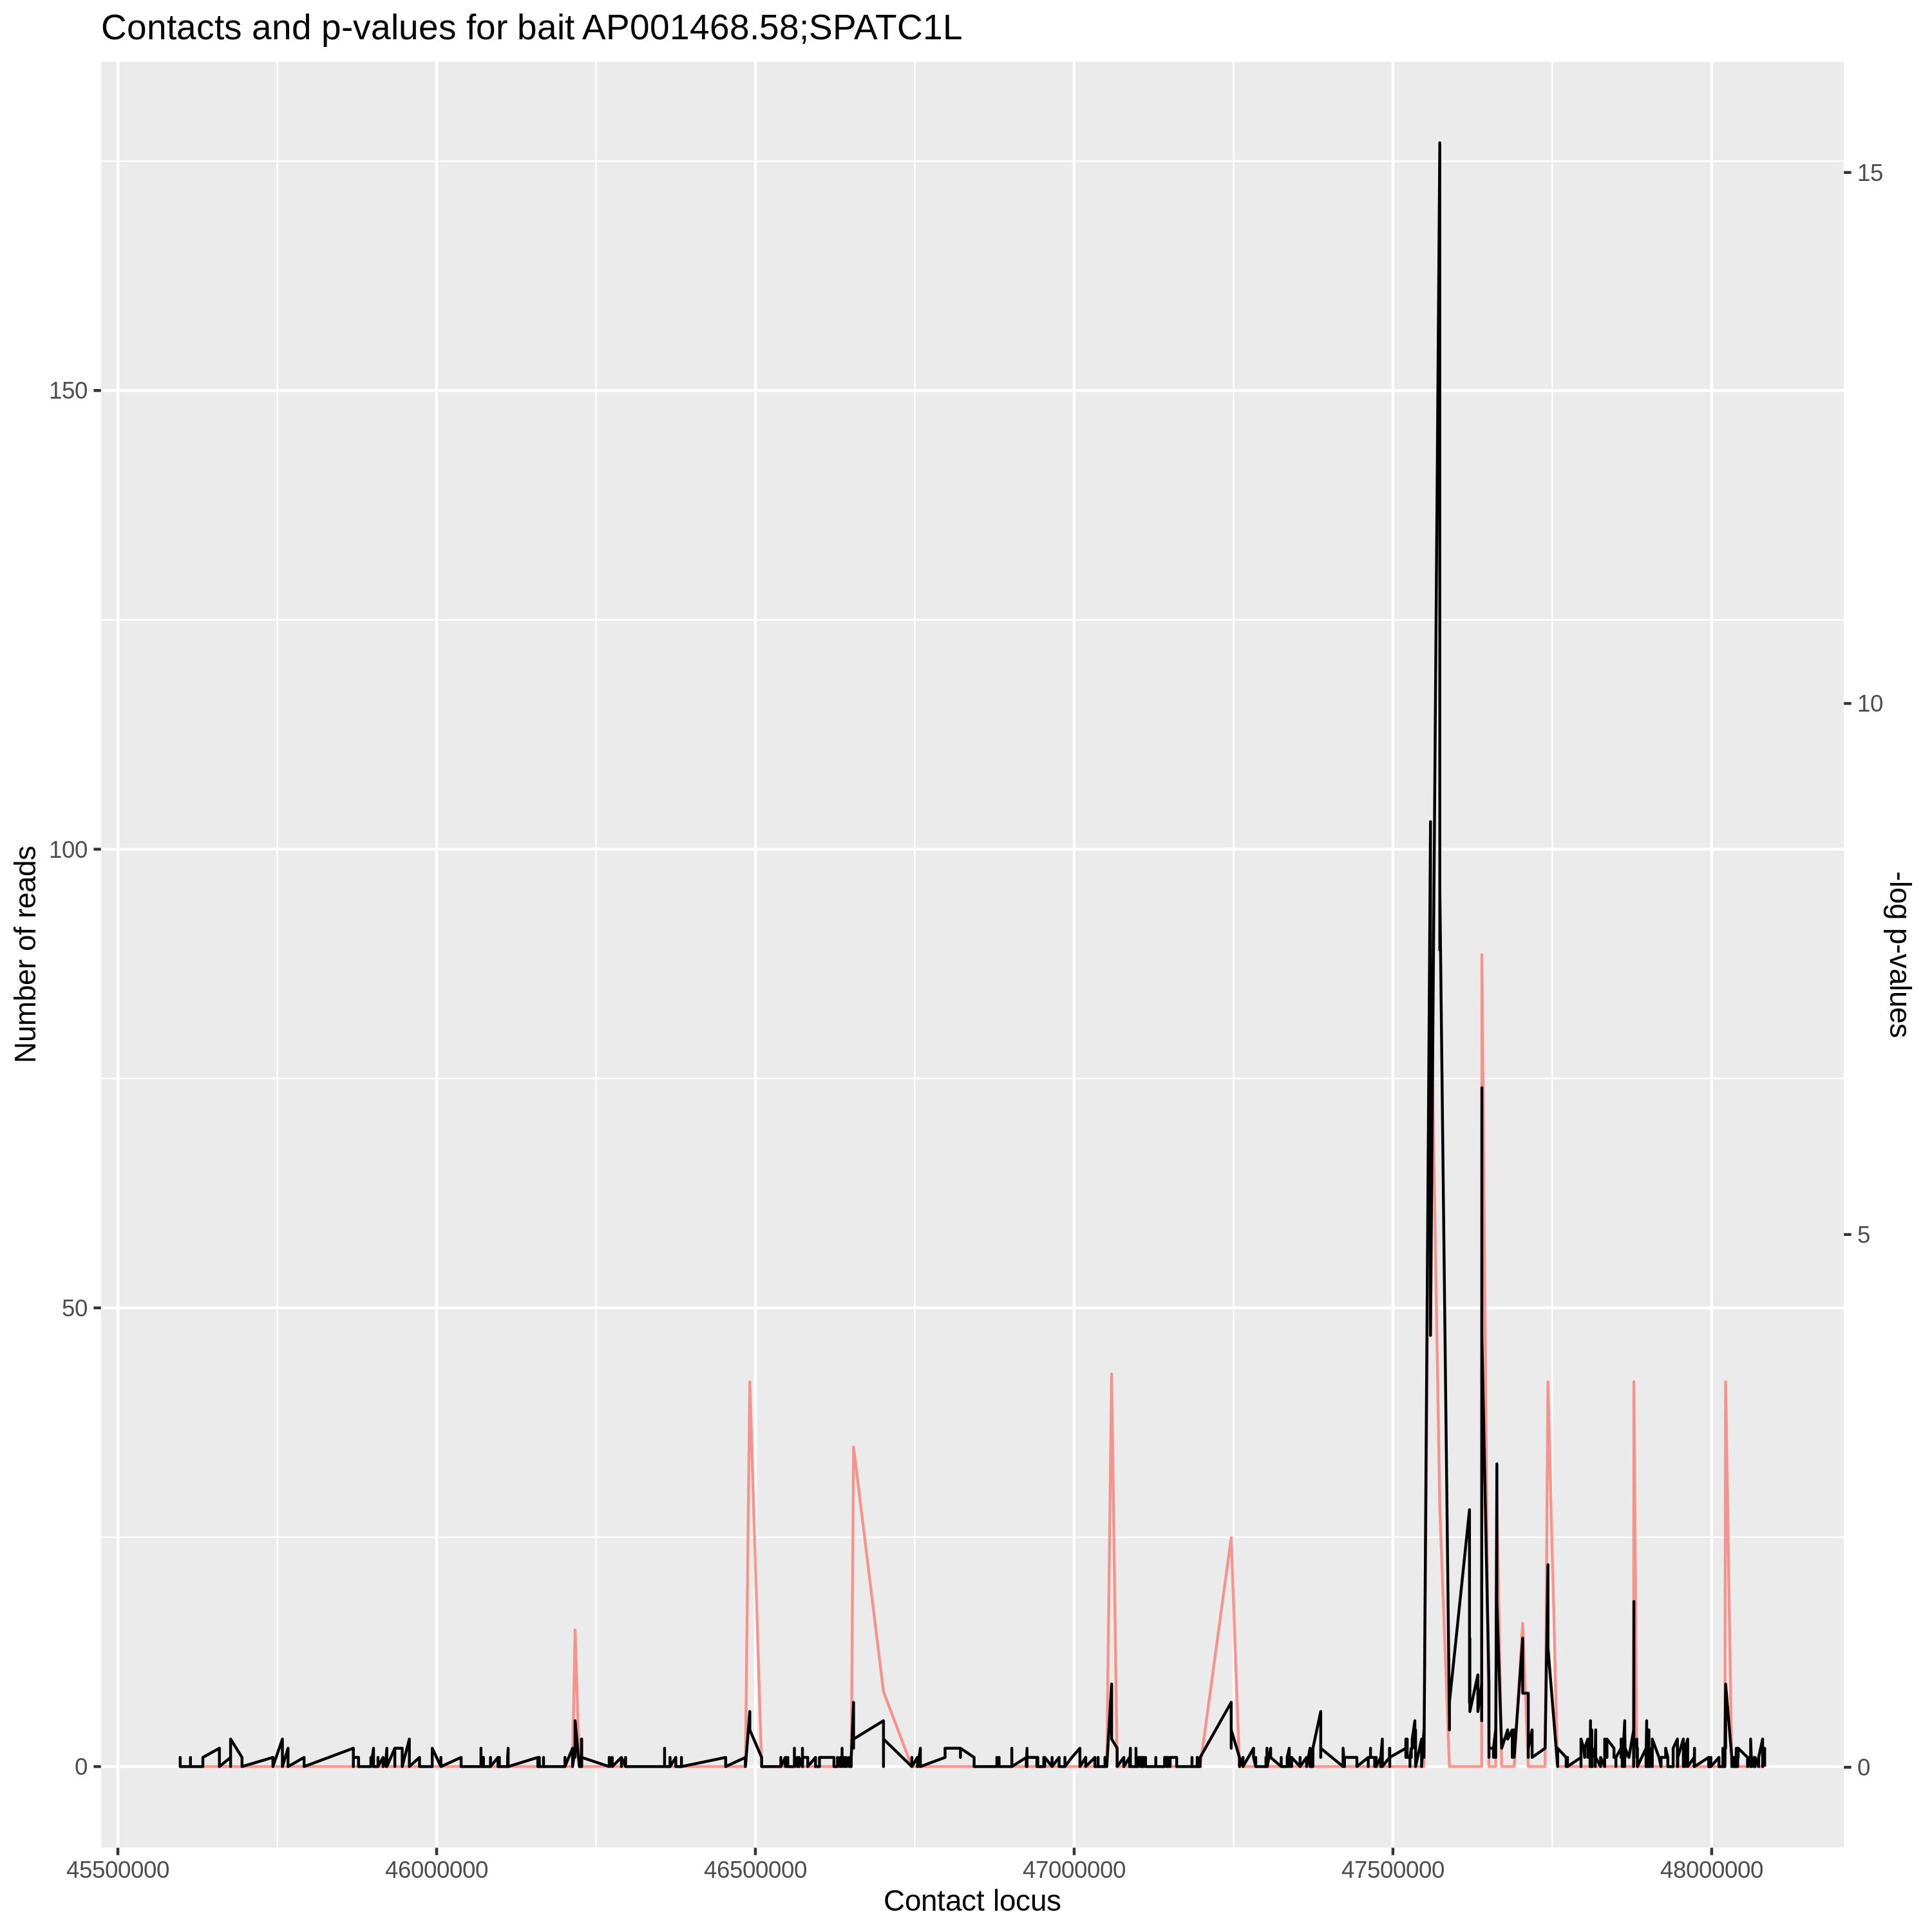 Contacts and p-values for bait AP001468.58;SPATC1L
150
100
50
0
Number of reads
15
10
5
0
-log p-values
45500000 46000000 46500000 47000000 47500000 48000000
Contact locus